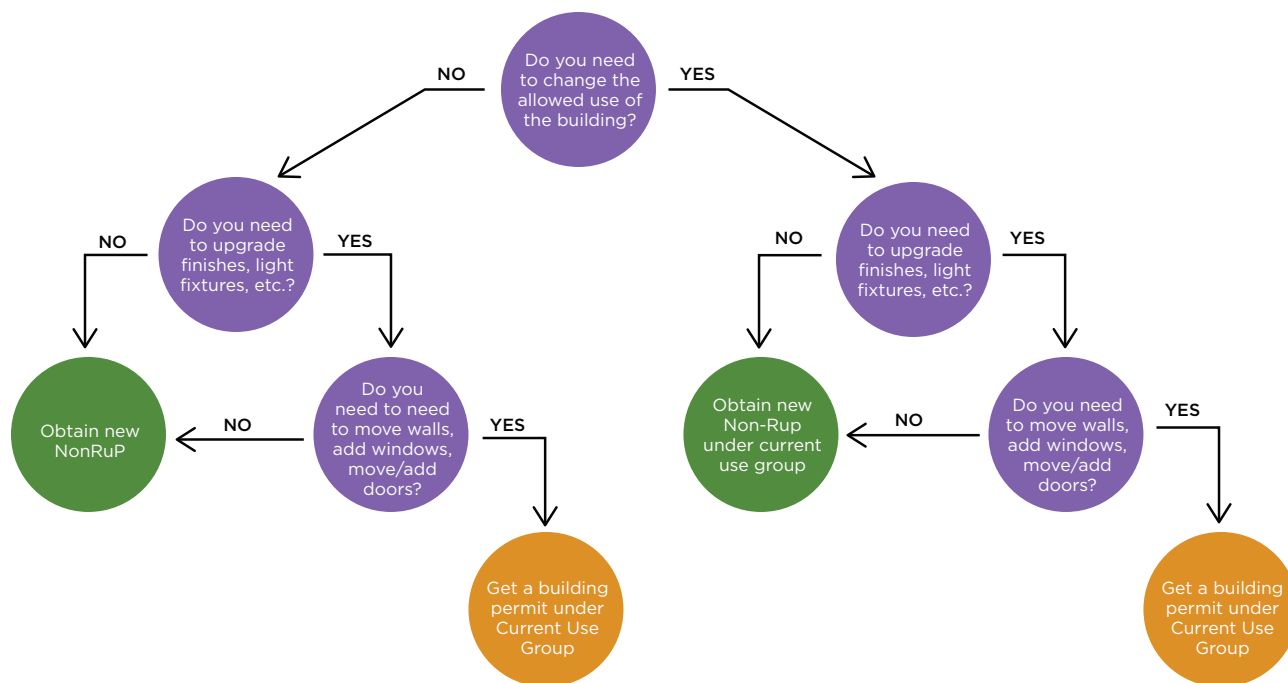 Do you need
to change the
allowed use of
the building?
NO
YES
Do you need
to upgrade
finishes, light
fixtures, etc.?
NO
YES
Do you need
to upgrade
finishes, light
fixtures, etc.?
NO
YES
Obtain new
NonRuP
NO
Do you
need to need
to move walls,
add windows,
move/add
doors?
YES
Obtain new
Non-Rup
under current
use group
NO
Do you need
to move walls,
add windows,
move/add
doors?
YES
Get a building
permit under
Current Use
Group
Get a building
permit under
Current Use
Group